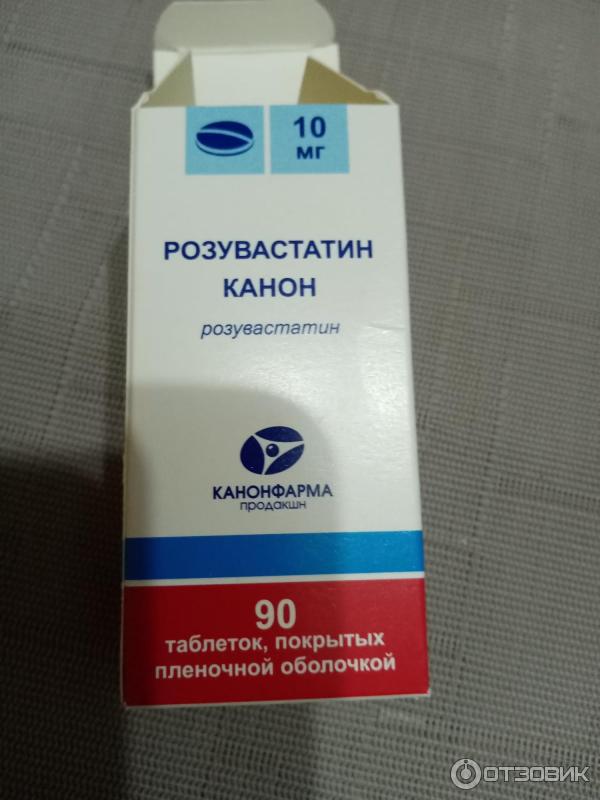 10
мг
РОЗУВАСТАТИН
КАНОН
розувастатин
КАНОНФАРМА
продакшн
90
таблеток, покрытых
пленочной оболочкой
ОТЗОВИК